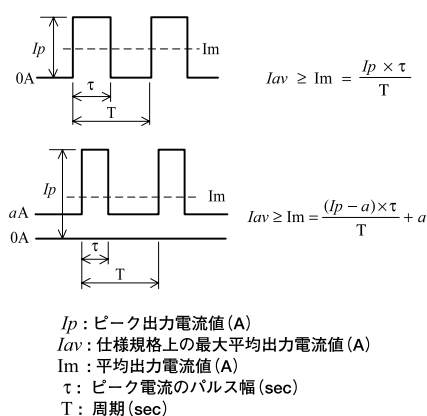 Ip
Im
0A
τ
T
Iav ≥ Im = Ip × τ / T
Ip
Im
aA
0A
τ
T
Iav ≥ Im = (Ip − a) × τ / T + a
Ip : ピーク出力電流値(A)
Iav : 仕様規格上の最大平均出力電流値(A)
Im : 平均出力電流値(A)
τ : ピーク電流のパルス幅(sec)
T : 周期(sec)